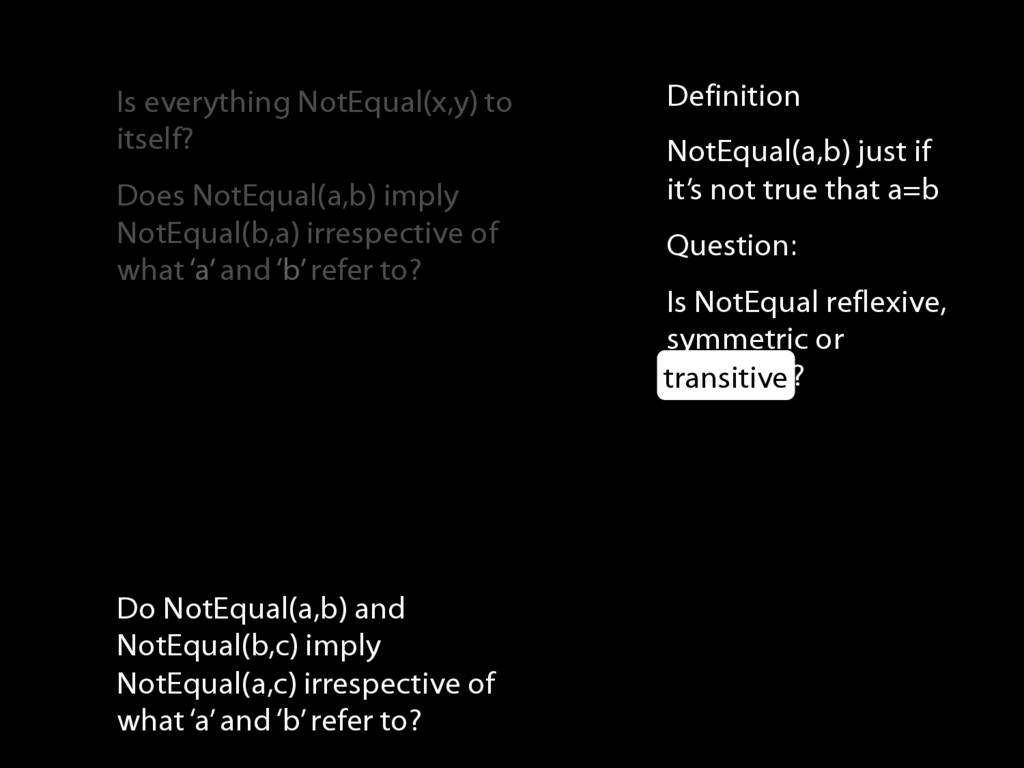 Is everything NotEqual(x,y) to
itself?
Does NotEqual(a,b) imply
NotEqual(b,a) irrespective of
what ‘a’ and ‘b’ refer to?
Do NotEqual(a,b) and
NotEqual(b,c) imply
NotEqual(a,c) irrespective of
what ‘a’ and ‘b’ refer to?
Definition
NotEqual(a,b) just if
it’s not true that a=b
Question:
Is NotEqual reflexive,
symmetric or
transitive?